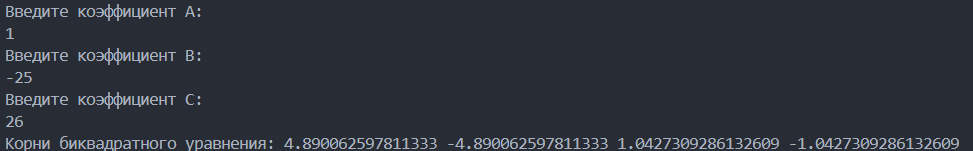 Введите коэффициент A:
1
Введите коэффициент B:
-25
Введите коэффициент C:
26
Корни биквадратного уравнения: 4.890062597811333 -4.890062597811333 1.0427309286132609 -1.0427309286132609